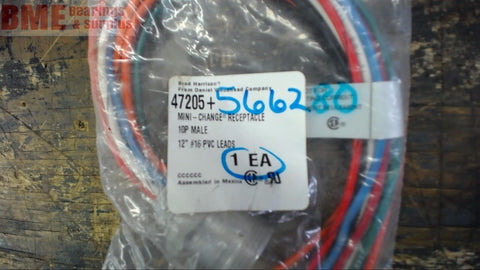 BME Bearings & Surplus
Brad Harrison®
From Daniel Woodhead Company
47205+ 566280
MINI-CHANGE® RECEPTACLE
10P MALE
12" #16 PVC LEADS
1 EA
CCCCCC
Assembled in Mexico